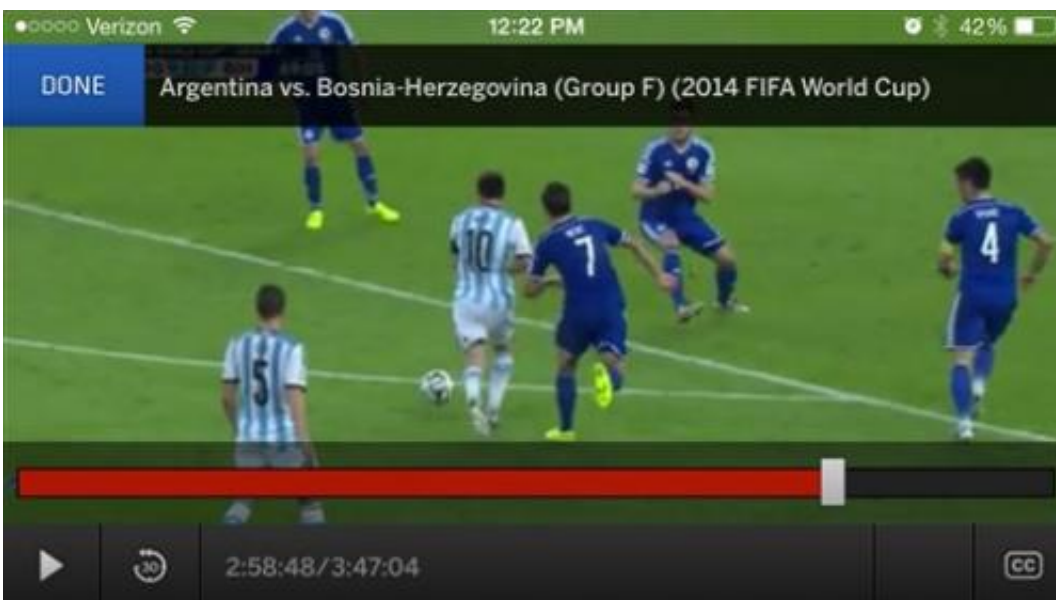 Verizon 12:22 PM 42%
DONE Argentina vs. Bosnia-Herzegovina (Group F) (2014 FIFA World Cup)
10
7
4
5
30 2:58:48/3:47:04 CC